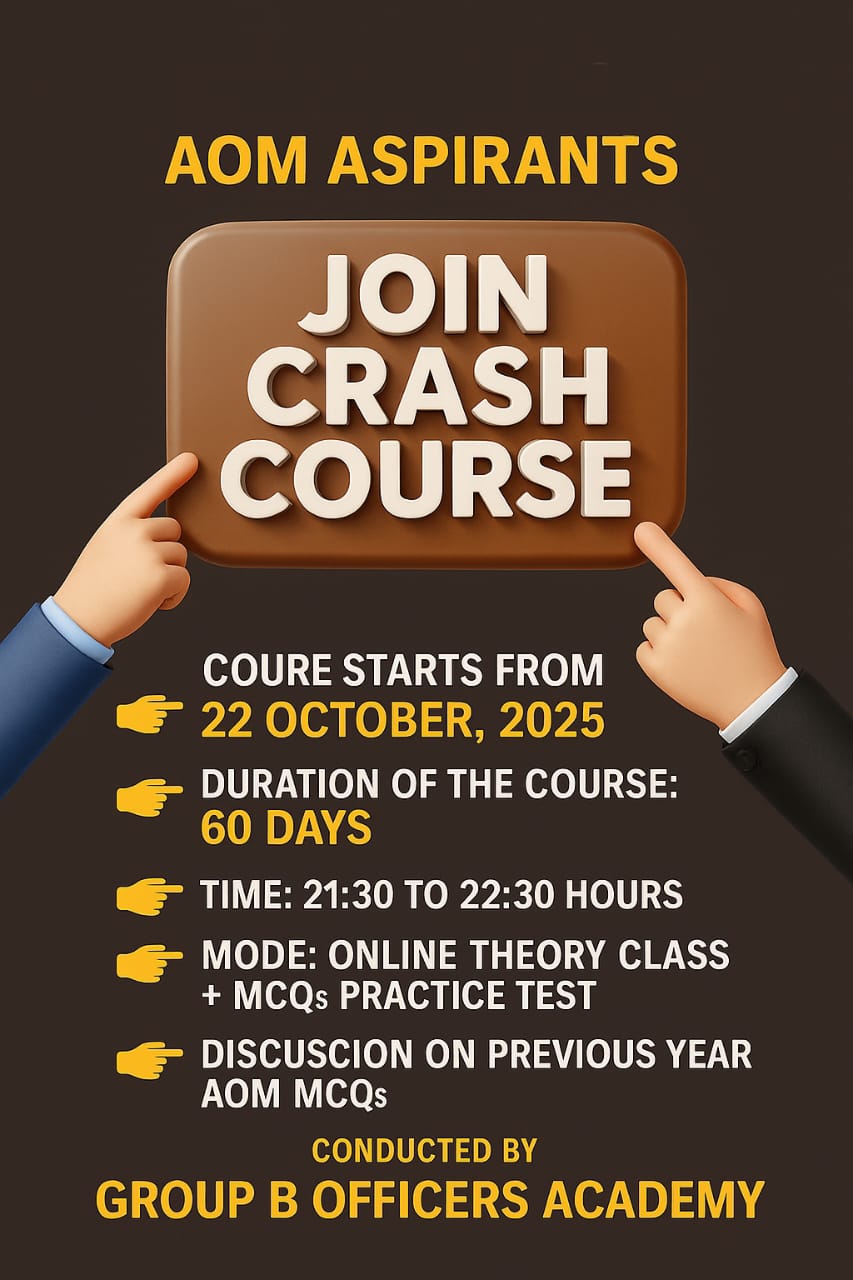 AOM ASPIRANTS
JOIN
CRASH
COURSE
COURE STARTS FROM
22 OCTOBER, 2025
DURATION OF THE COURSE:
60 DAYS
TIME: 21:30 TO 22:30 HOURS
MODE: ONLINE THEORY CLASS
+ MCQs PRACTICE TEST
DISCUSCION ON PREVIOUS YEAR
AOM MCQs
CONDUCTED BY
GROUP B OFFICERS ACADEMY